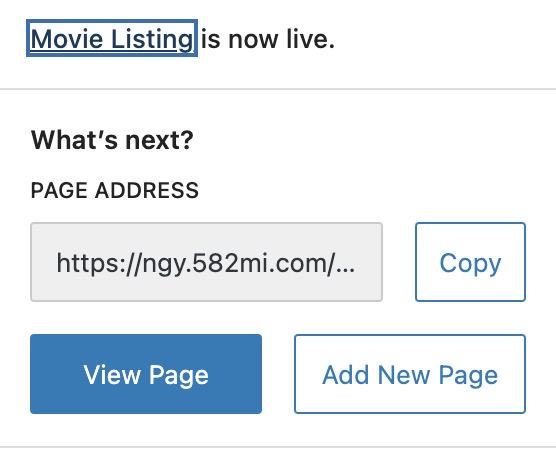 Movie Listing is now live.
What’s next?
PAGE ADDRESS
https://ngy.582mi.com/...
Copy
View Page
Add New Page